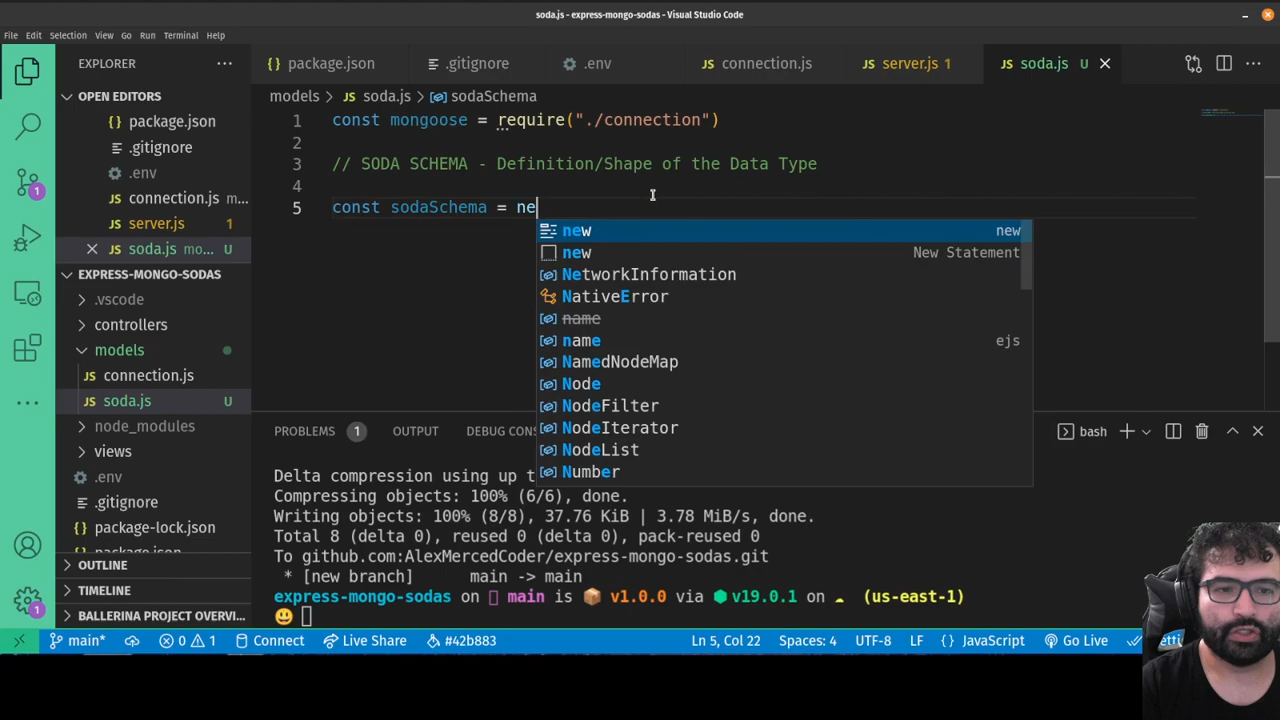 soda.js - express-mongo-sodas - Visual Studio Code
File Edit Selection View Go Run Terminal Help
EXPLORER
OPEN EDITORS
package.json
.gitignore
.env
connection.js
server.js 1
soda.js mo... U
EXPRESS-MONGO-SODAS
.vscode
controllers
models
connection.js
soda.js U
node_modules
views
.env
.gitignore
package-lock.json
OUTLINE
TIMELINE
BALLERINA PROJECT OVERVI...
package.json .gitignore .env connection.js server.js 1 soda.js U
models > soda.js > sodaSchema
1 const mongoose = require("./connection")
2
3 // SODA SCHEMA - Definition/Shape of the Data Type
4
5 const sodaSchema = ne
new new
new New Statement
NetworkInformation
NativeError
name
name ejs
NamedNodeMap
Node
NodeFilter
NodeIterator
NodeList
Number
PROBLEMS 1 OUTPUT DEBUG CON bash
Delta compression using up t
Compressing objects: 100% (6/6), done.
Writing objects: 100% (8/8), 37.76 KiB | 3.78 MiB/s, done.
Total 8 (delta 0), reused 0 (delta 0), pack-reused 0
To github.com:AlexMercedCoder/express-mongo-sodas.git
* [new branch] main -> main
express-mongo-sodas on main is 📦 v1.0.0 via v19.0.1 on (us-east-1)
main* 0 1 Connect Live Share #42b883 Ln 5, Col 22 Spaces: 4 UTF-8 LF { } JavaScript Go Live